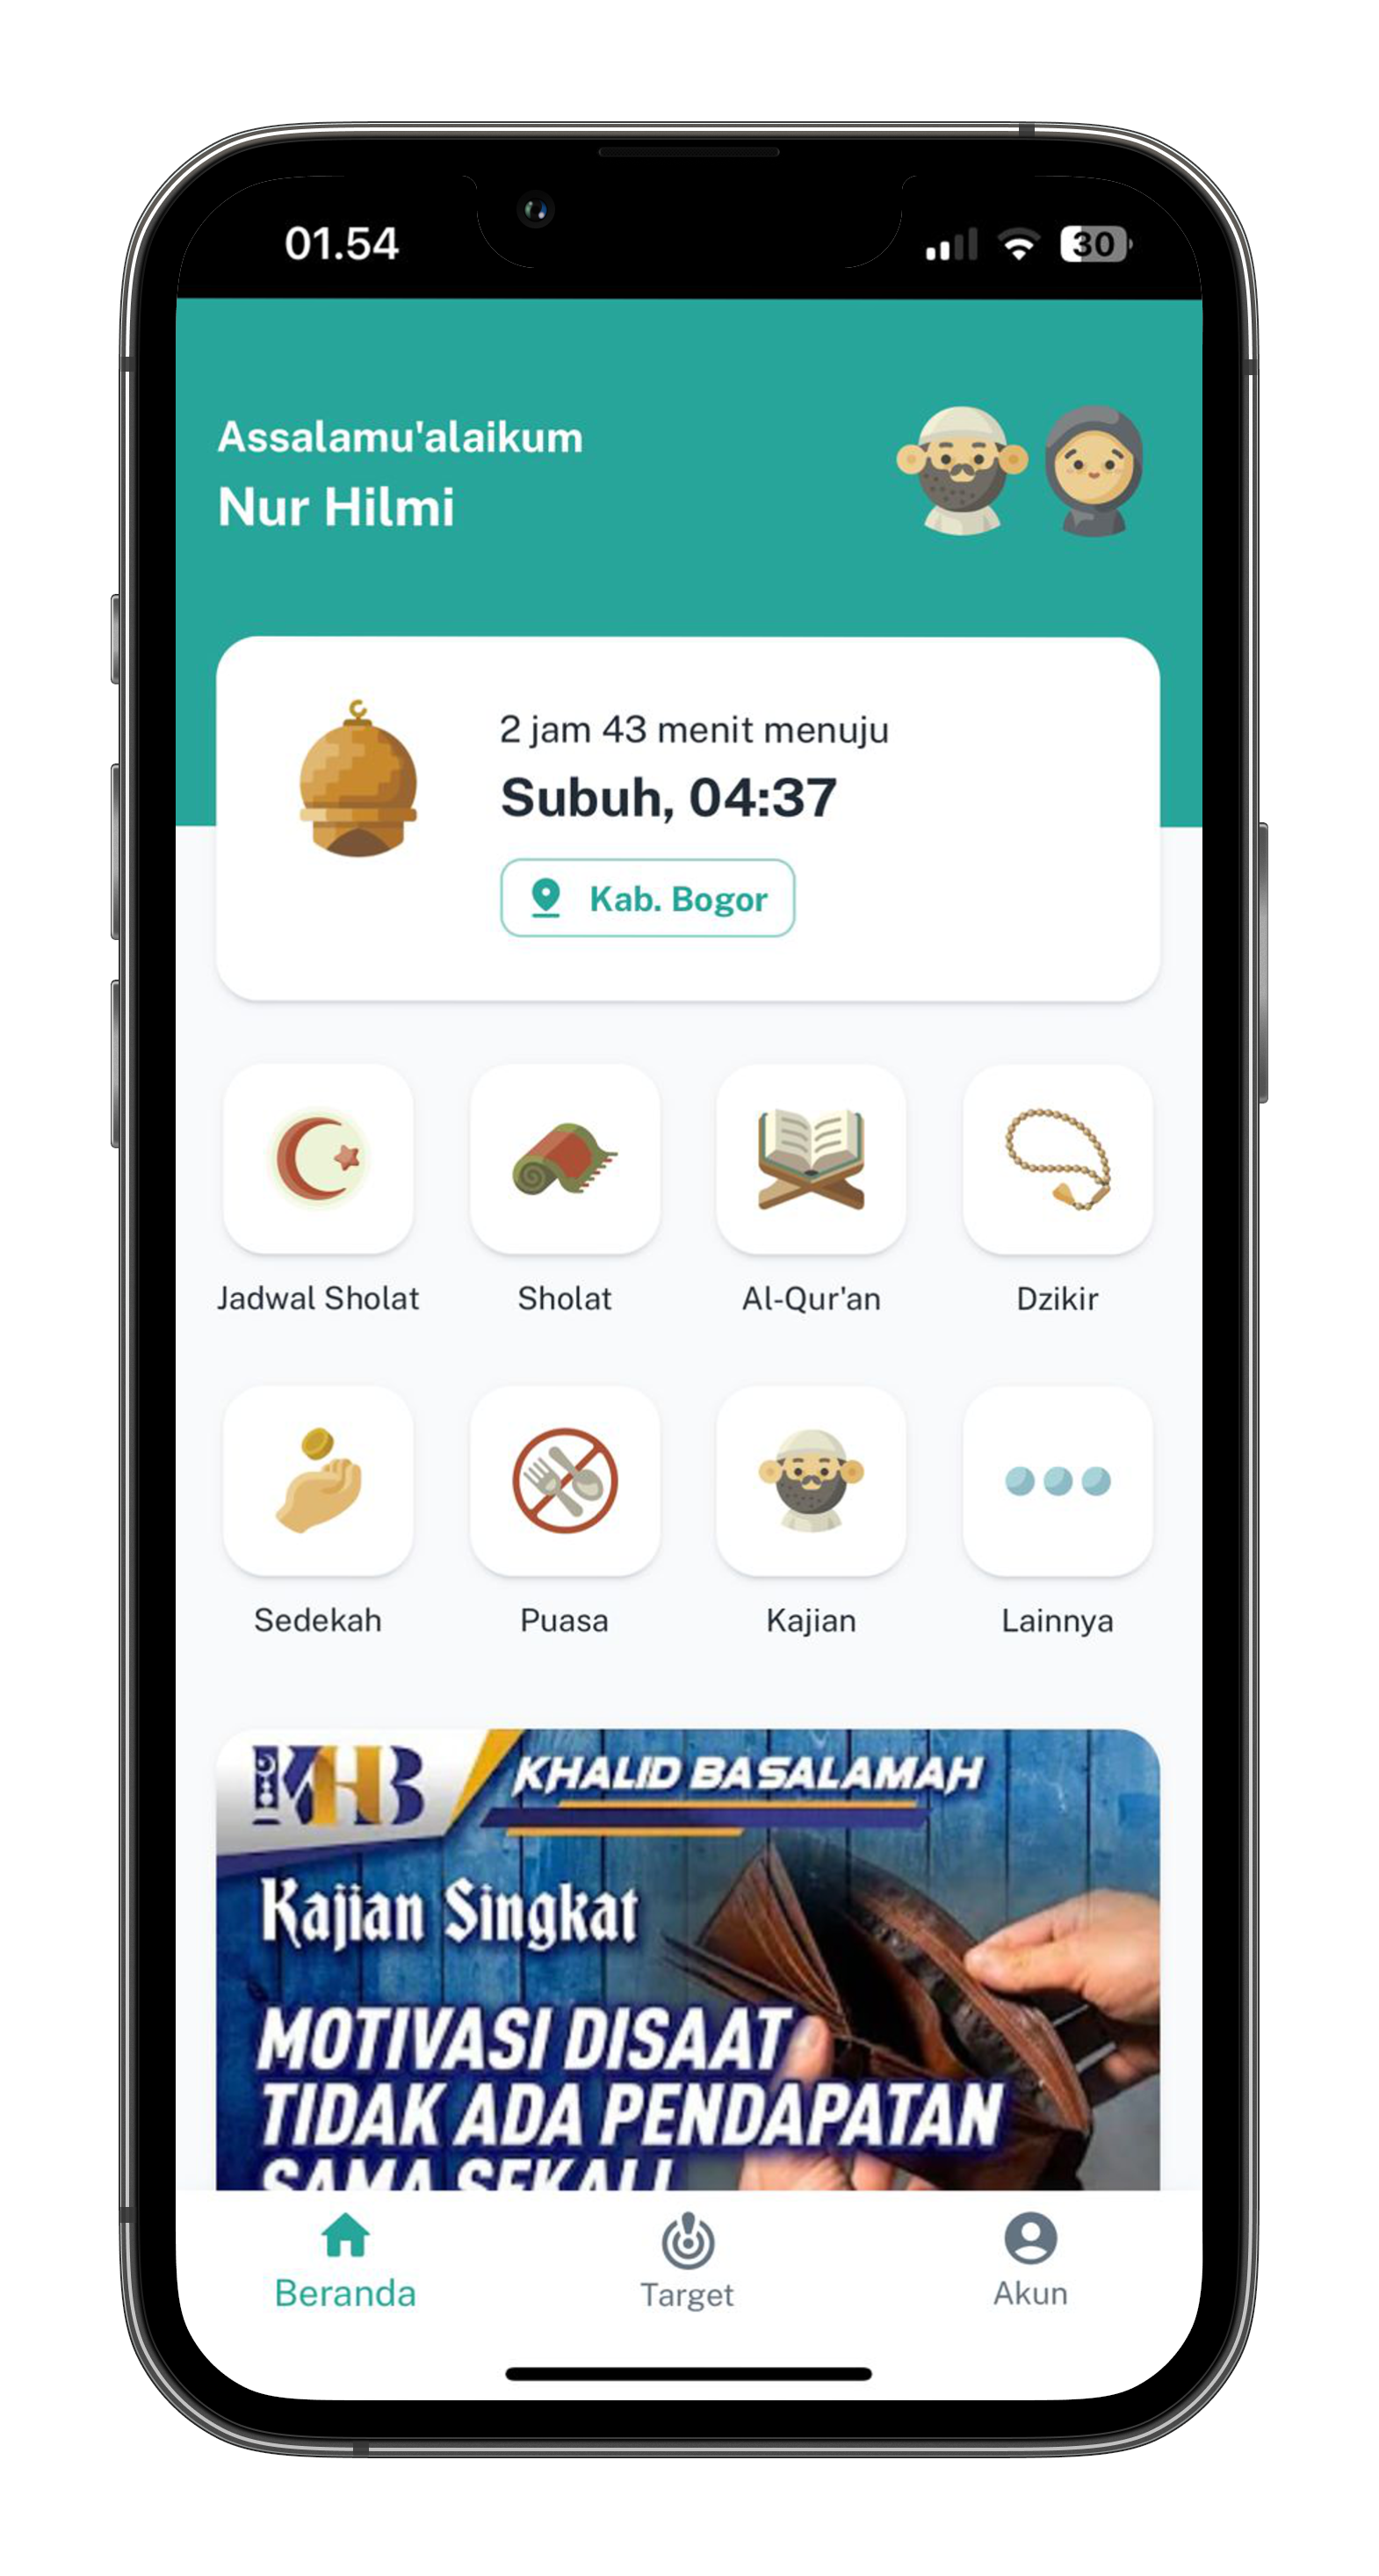 01.54
30
Assalamu'alaikum
Nur Hilmi
2 jam 43 menit menuju
Subuh, 04:37
Kab. Bogor
Jadwal Sholat
Sholat
Al-Qur'an
Dzikir
Sedekah
Puasa
Kajian
Lainnya
KHB
KHALID BASALAMAH
Kajian Singkat
MOTIVASI DISAAT
TIDAK ADA PENDAPATAN
SAMA SEKALI
Beranda
Target
Akun